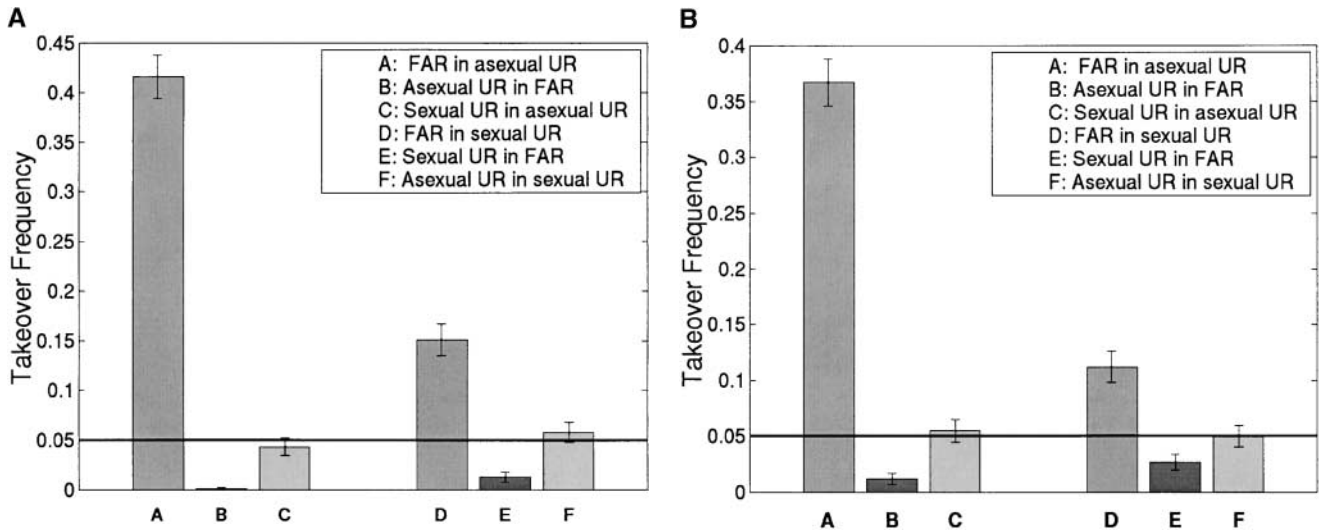 A
Takeover Frequency
0.45
0.4
0.35
0.3
0.25
0.2
0.15
0.1
0.05
0
A: FAR in asexual UR
B: Asexual UR in FAR
C: Sexual UR in asexual UR
D: FAR in sexual UR
E: Sexual UR in FAR
F: Asexual UR in sexual UR
A B C D E F
B
Takeover Frequency
0.4
0.35
0.3
0.25
0.2
0.15
0.1
0.05
0
A: FAR in asexual UR
B: Asexual UR in FAR
C: Sexual UR in asexual UR
D: FAR in sexual UR
E: Sexual UR in FAR
F: Asexual UR in sexual UR
A B C D E F